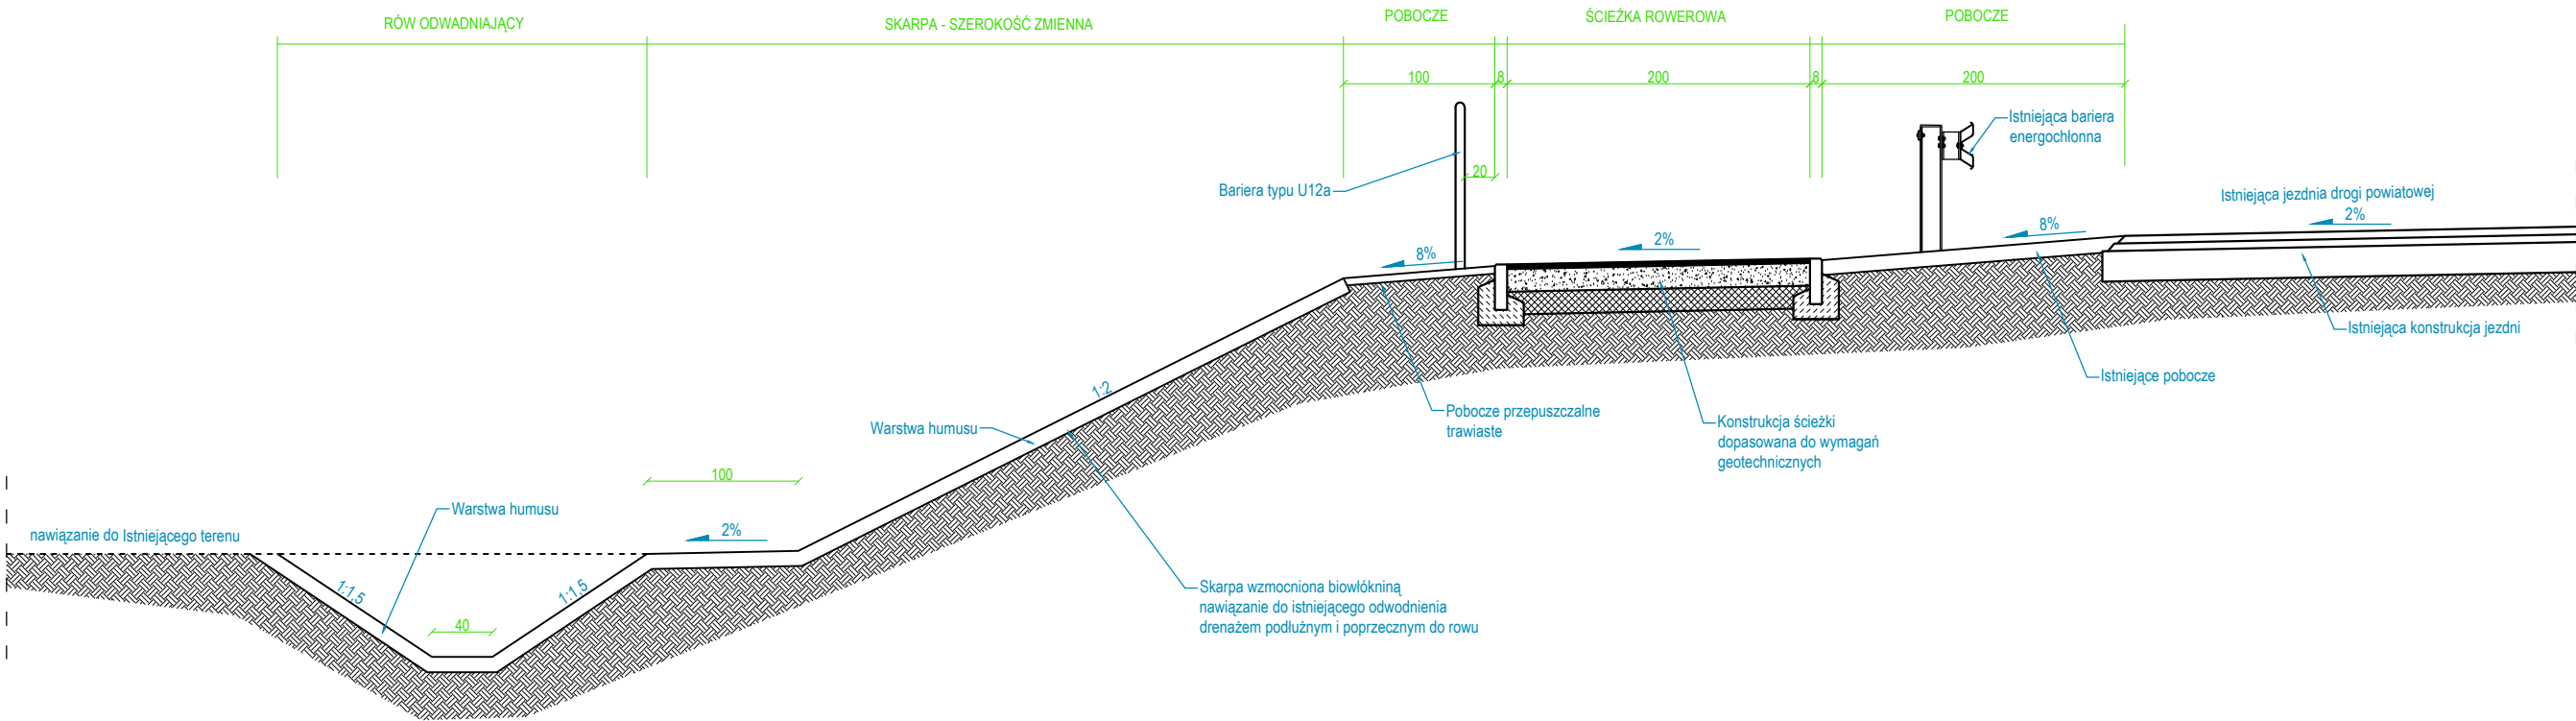 RÓW ODWADNIAJĄCY
SKARPA - SZEROKOŚĆ ZMIENNA
POBOCZE
ŚCIEŻKA ROWEROWA
POBOCZE
100
8
200
8
200
Istniejąca bariera
energochłonna
20
Bariera typu U12a
Istniejąca jezdnia drogi powiatowej
2%
8%
2%
8%
Istniejąca konstrukcja jezdni
Istniejące pobocze
1:2
Pobocze przepuszczalne
trawiaste
Konstrukcja ścieżki
dopasowana do wymagań
geotechnicznych
Warstwa humusu
100
Warstwa humusu
2%
nawiązanie do Istniejącego terenu
1:1,5
1:1,5
40
Skarpa wzmocniona biowłókniną
nawiązanie do istniejącego odwodnienia
drenażem podłużnym i poprzecznym do rowu